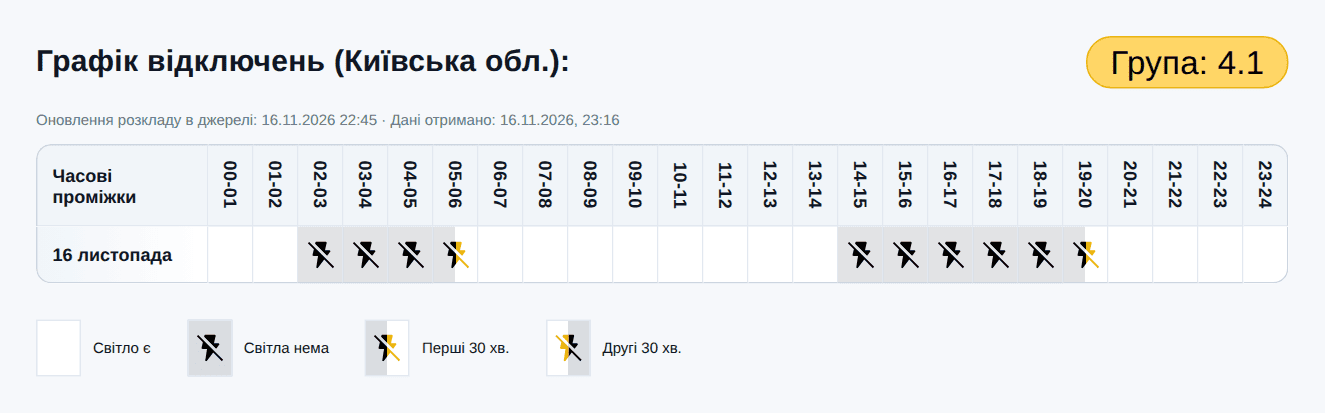 Графік відключень (Київська обл.):
Група: 4.1
Оновлення розкладу в джерелі: 16.11.2026 22:45 · Дані отримано: 16.11.2026, 23:16
Часові
проміжки
00-01
01-02
02-03
03-04
04-05
05-06
06-07
07-08
08-09
09-10
10-11
11-12
12-13
13-14
14-15
15-16
16-17
17-18
18-19
19-20
20-21
21-22
22-23
23-24
16 листопада
Світло є
Світла нема
Перші 30 хв.
Другі 30 хв.